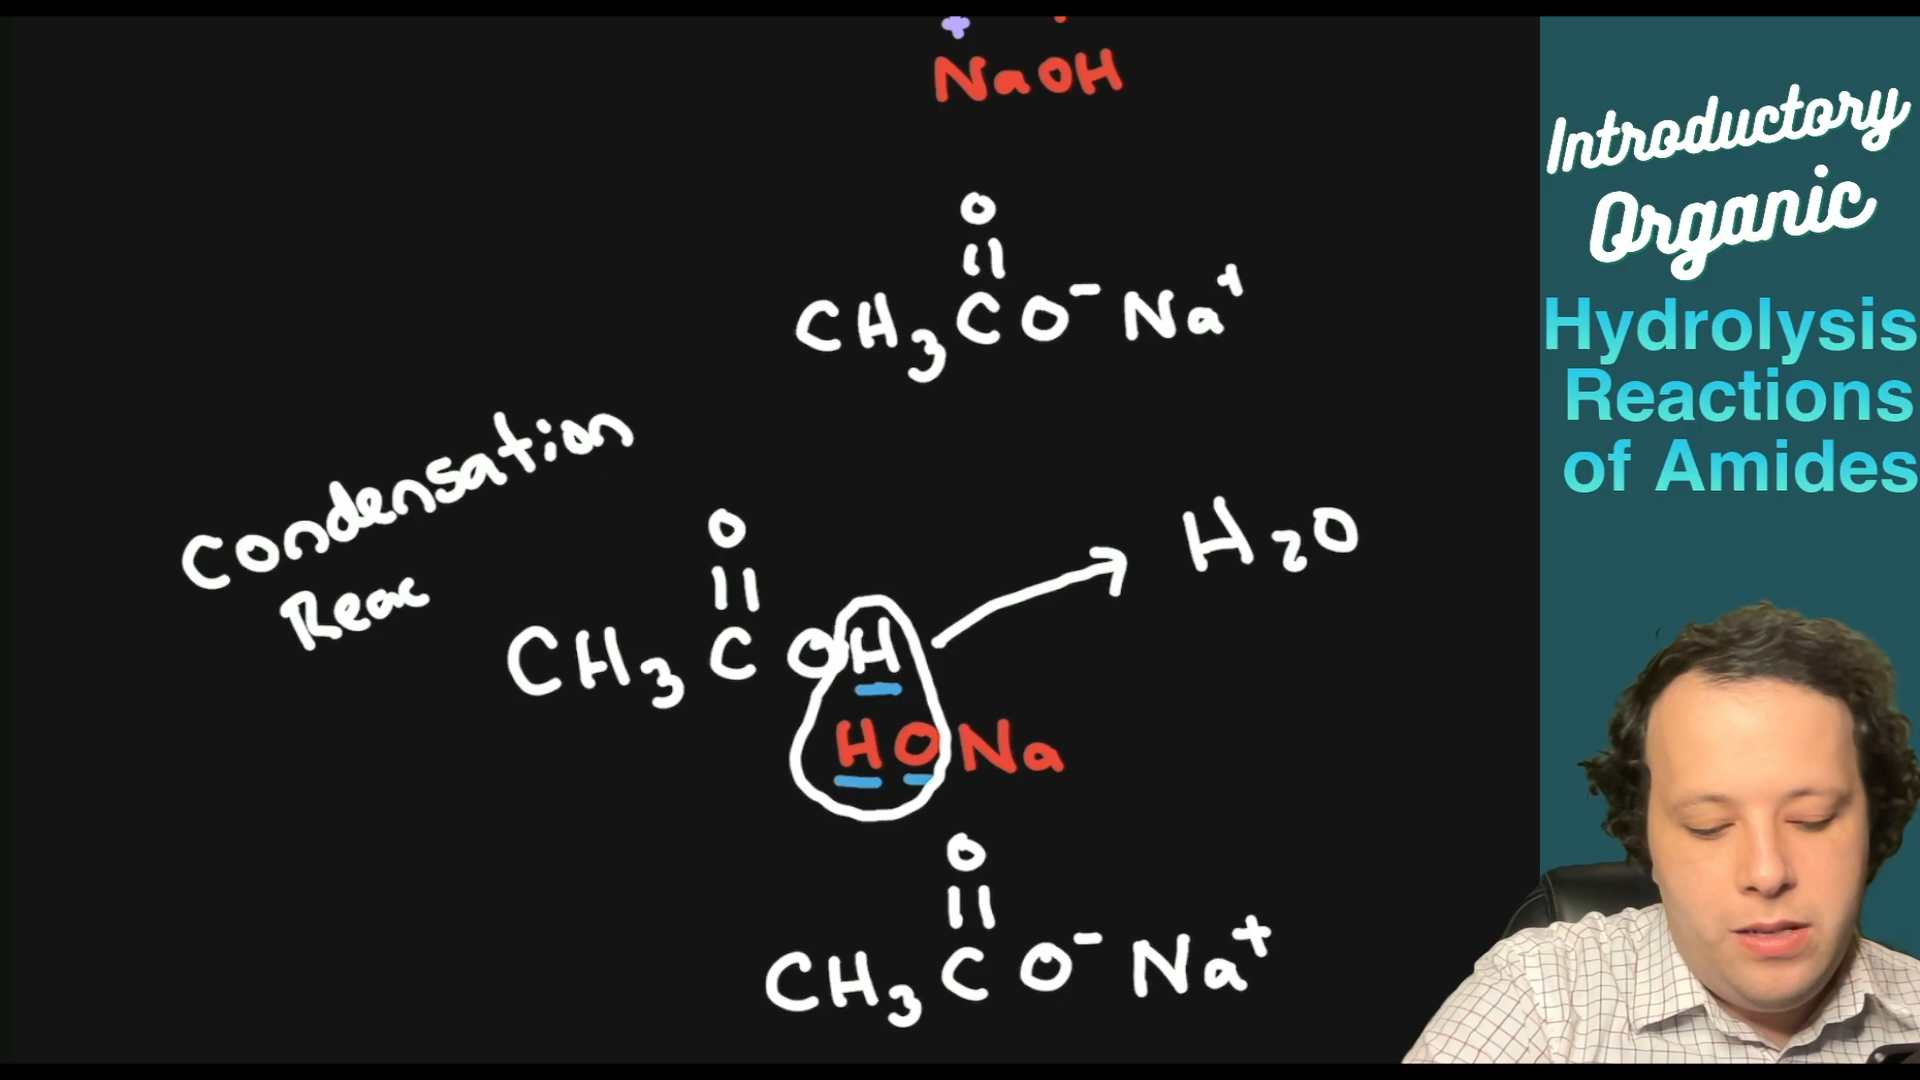 NaOH
O
||
CH₃CO⁻Na⁺
Condensation
Reac
O
||
CH₃COH
H₂O
HONa
O
||
CH₃CO⁻Na⁺
Introductory
Organic
Hydrolysis
Reactions
of Amides